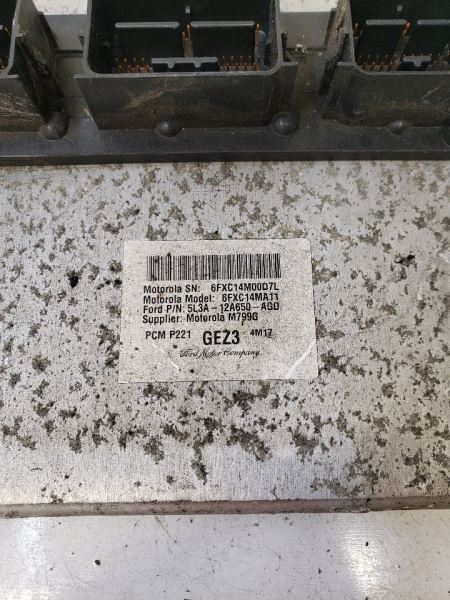 Motorola SN: 6FXC14M00D7L
Motorola Model: 6FXC14MA11
Ford P/N: 5L3A-12A650-AGD
Supplier: Motorola M799G
PCM P221 GEZ3 4M17
Ford Motor Company